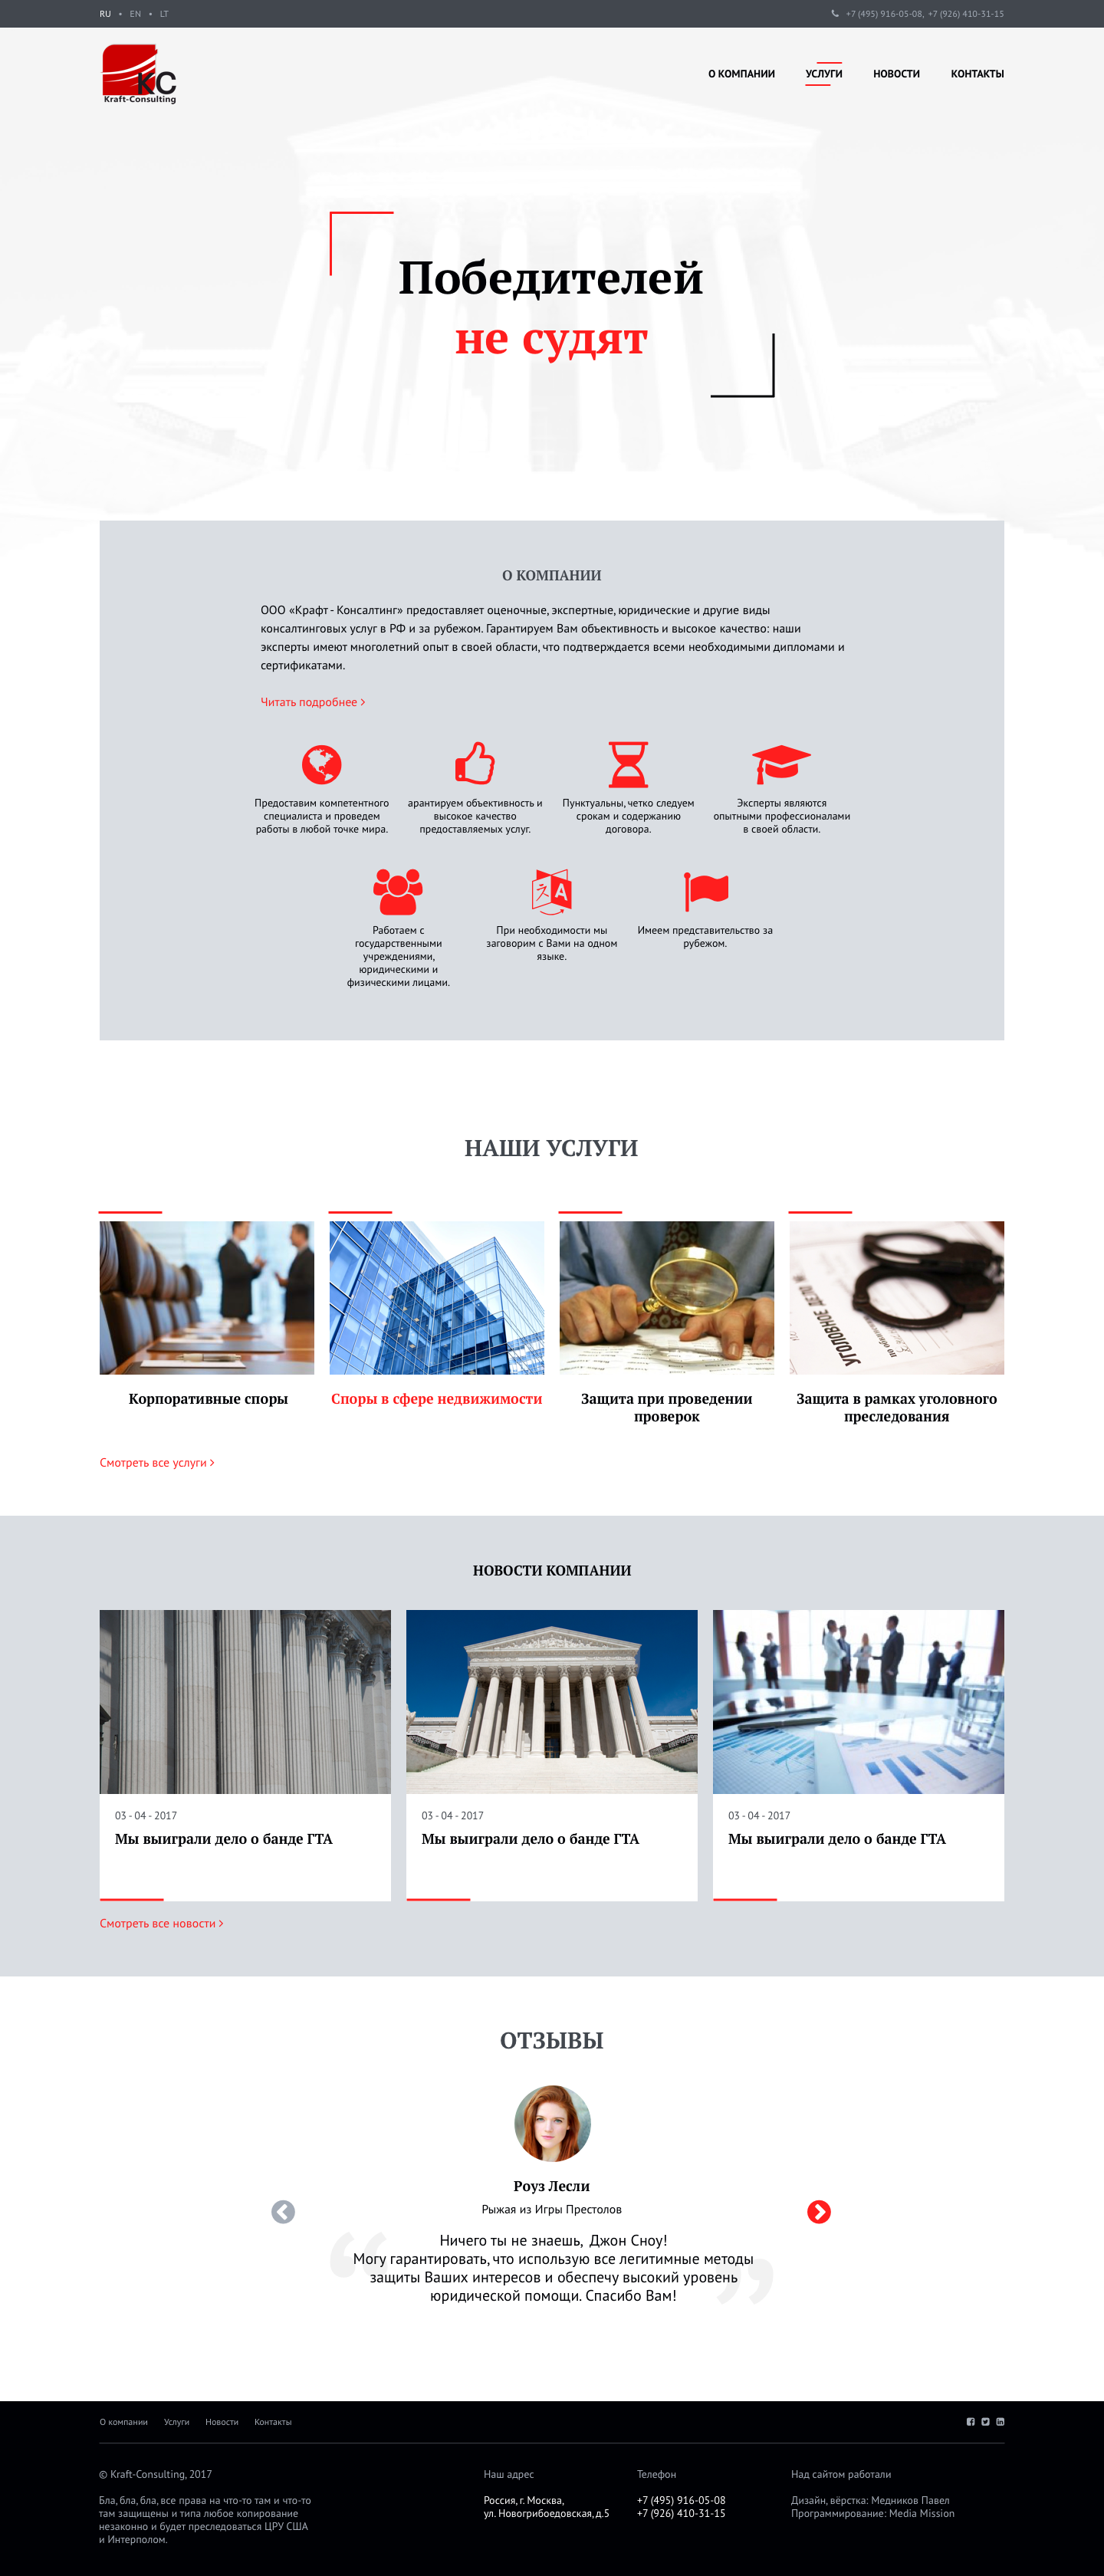 RU • EN • LT
+7 (495) 916-05-08, +7 (926) 410-31-15
KC
Kraft-Consulting
О КОМПАНИИ
УСЛУГИ
НОВОСТИ
КОНТАКТЫ
Победителей
не судят
О КОМПАНИИ
ООО «Крафт - Консалтинг» предоставляет оценочные, экспертные, юридические и другие виды
консалтинговых услуг в РФ и за рубежом. Гарантируем Вам объективность и высокое качество: наши
эксперты имеют многолетний опыт в своей области, что подтверждается всеми необходимыми дипломами и
сертификатами.
Читать подробнее
Предоставим компетентного
специалиста и проведем
работы в любой точке мира.
арантируем объективность и
высокое качество
предоставляемых услуг.
Пунктуальны, четко следуем
срокам и содержанию
договора.
Эксперты являются
опытными профессионалами
в своей области.
Работаем с
государственными
учреждениями,
юридическими и
физическими лицами.
A
При необходимости мы
заговорим с Вами на одном
языке.
Имеем представительство за
рубежом.
НАШИ УСЛУГИ
УГОЛОВНОЕ ДЕЛО
по обвинению
Корпоративные споры
Споры в сфере недвижимости
Защита при проведении
проверок
Защита в рамках уголовного
преследования
Смотреть все услуги
НОВОСТИ КОМПАНИИ
03 - 04 - 2017
Мы выиграли дело о банде ГТА
03 - 04 - 2017
Мы выиграли дело о банде ГТА
03 - 04 - 2017
Мы выиграли дело о банде ГТА
Смотреть все новости
ОТЗЫВЫ
Роуз Лесли
Рыжая из Игры Престолов
Ничего ты не знаешь, Джон Сноу!
Могу гарантировать, что использую все легитимные методы
защиты Ваших интересов и обеспечу высокий уровень
юридической помощи. Спасибо Вам!
О компании
Услуги
Новости
Контакты
© Kraft-Consulting, 2017
Бла, бла, бла, все права на что-то там и что-то
там защищены и типа любое копирование
незаконно и будет преследоваться ЦРУ США
и Интерполом.
Наш адрес
Россия, г. Москва,
ул. Новогрибоедовская, д.5
Телефон
+7 (495) 916-05-08
+7 (926) 410-31-15
Над сайтом работали
Дизайн, вёрстка: Медников Павел
Программирование: Media Mission